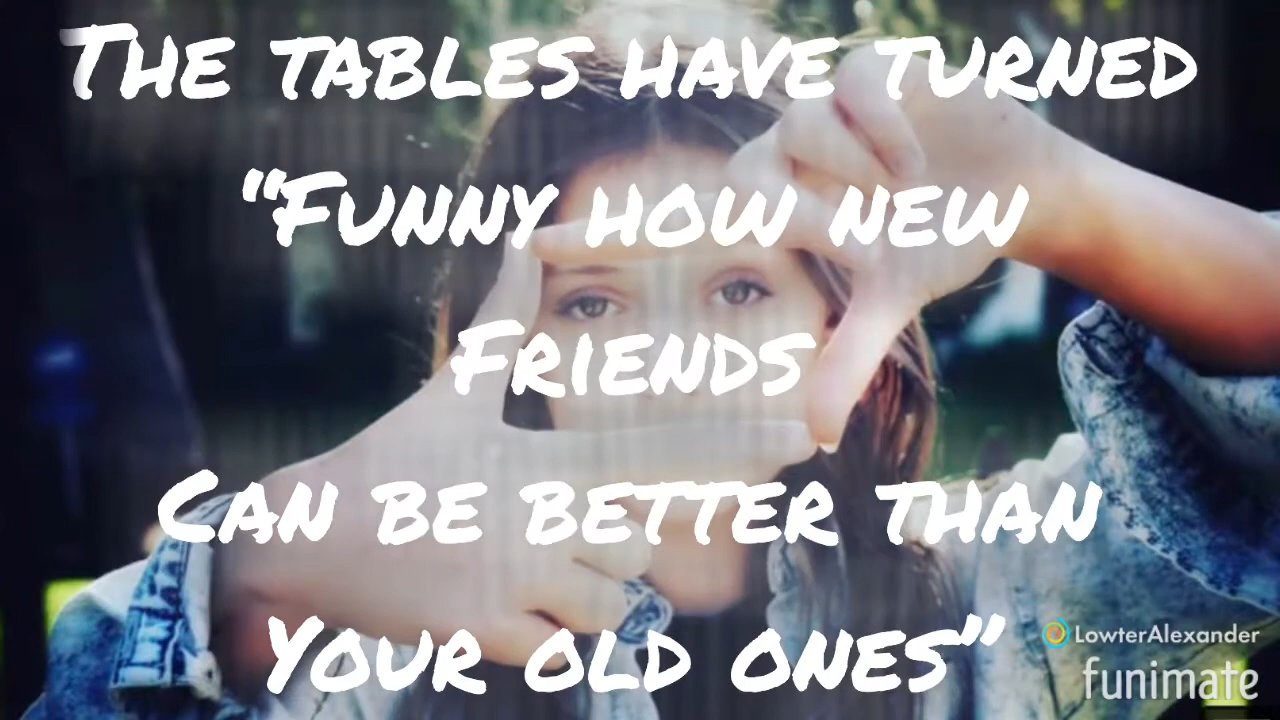 The tables have turned
“Funny how new
Friends
Can be better than
Your old ones”
LowterAlexander
funimate